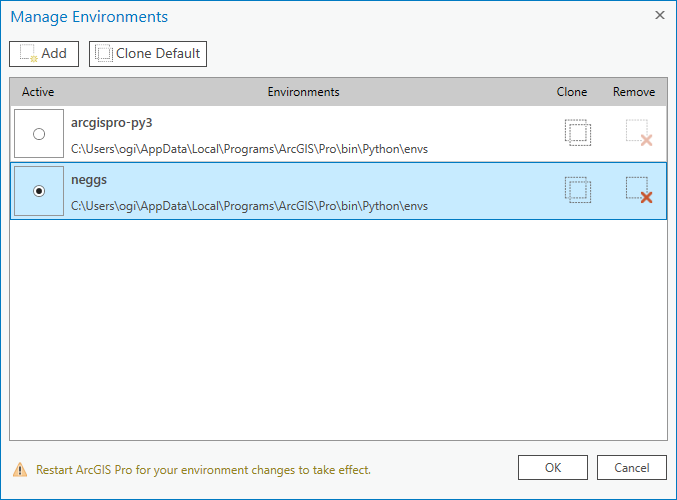 Manage Environments
Add
Clone Default
Active Environments Clone Remove
arcgispro-py3
C:\Users\ogi\AppData\Local\Programs\ArcGIS\Pro\bin\Python\envs
neggs
C:\Users\ogi\AppData\Local\Programs\ArcGIS\Pro\bin\Python\envs
Restart ArcGIS Pro for your environment changes to take effect.
OK
Cancel